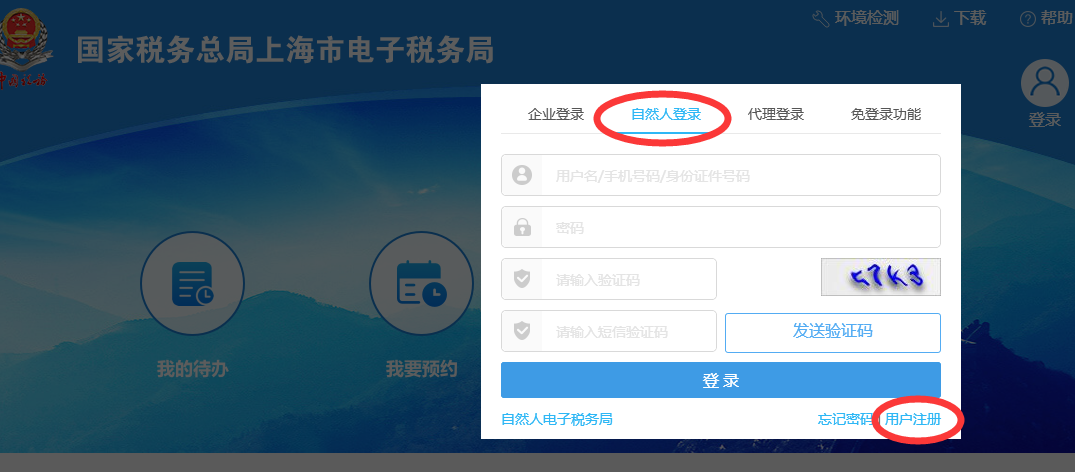 环境检测 下载 帮助
国家税务总局上海市电子税务局
登录
企业登录 自然人登录 代理登录 免登录功能
用户名/手机号码/身份证件号码
密码
请输入验证码
请输入短信验证码 发送验证码
登录
自然人电子税务局 忘记密码 用户注册
我的待办 我要预约